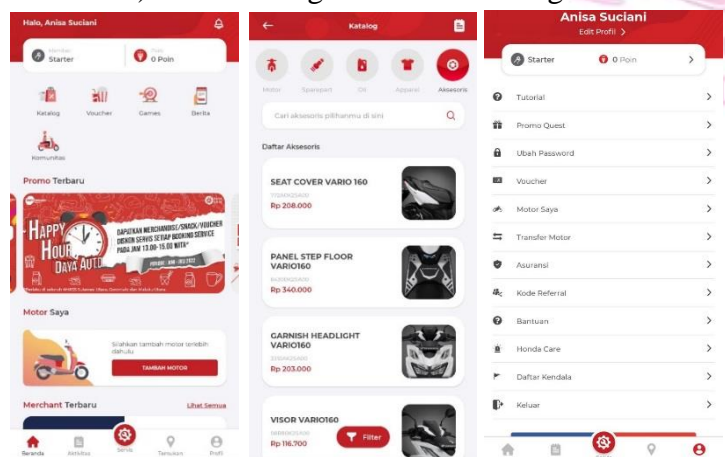 Halo, Anisa Suciani
Member
Starter
Poin
0 Poin
Katalog
Voucher
Games
Berita
Komunitas
Promo Terbaru
HAPPY
HOUR
DAYA AUTO
DAPATKAN MERCHANDISE/SNACK/VOUCHER
DISKON SERVIS SETIAP BOOKING SERVICE
PADA JAM 13.00-15.00 WITA*
Motor Saya
Silahkan tambah motor terlebih
dahulu
TAMBAH MOTOR
Merchant Terbaru
Lihat Semua
Beranda
Aktivitas
Servis
Temukan
Profil
Katalog
Motor
Sparepart
Oli
Apparel
Aksesoris
Cari aksesoris pilihanmu di sini
Daftar Aksesoris
SEAT COVER VARIO 160
Rp 208.000
PANEL STEP FLOOR
VARIO160
Rp 340.000
GARNISH HEADLIGHT
VARIO160
Rp 203.000
VISOR VARIO160
Rp 116.700
Filter
Anisa Suciani
Edit Profil
Starter
0 Poin
Tutorial
Promo Quest
Ubah Password
Voucher
Motor Saya
Transfer Motor
Asuransi
Kode Referral
Bantuan
Honda Care
Daftar Kendala
Keluar